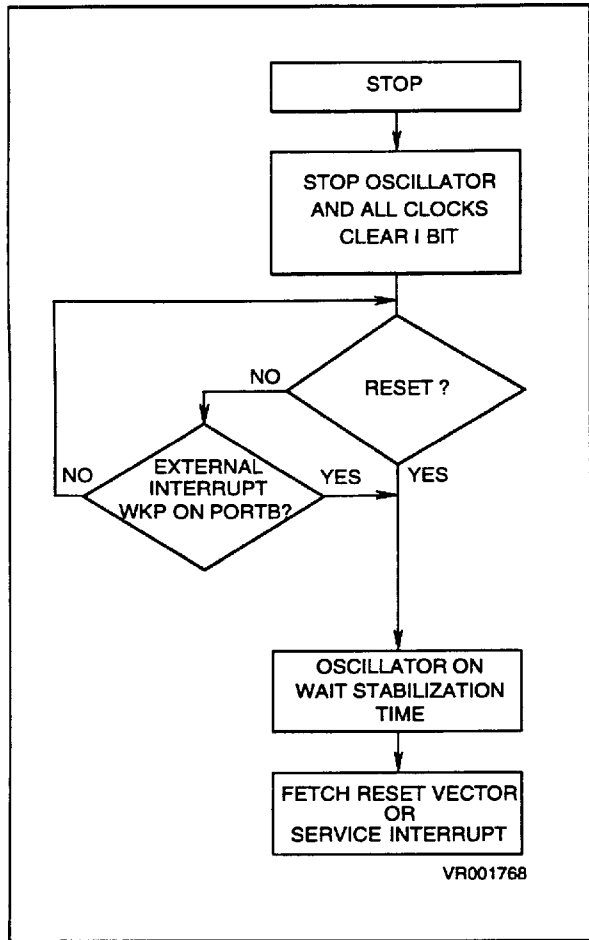 STOP
STOP OSCILLATOR
AND ALL CLOCKS
CLEAR I BIT
NO
RESET ?
NO
EXTERNAL
INTERRUPT
WKP ON PORTB?
YES
YES
OSCILLATOR ON
WAIT STABILIZATION
TIME
FETCH RESET VECTOR
OR
SERVICE INTERRUPT
VR001768